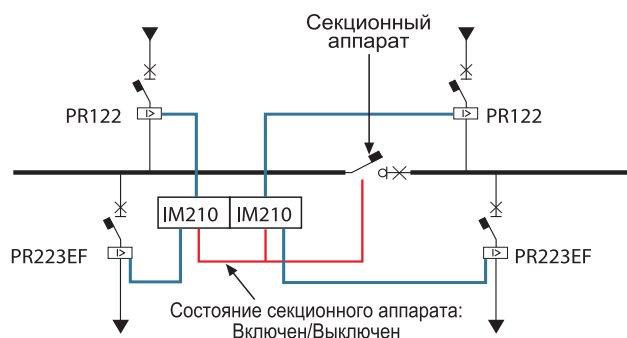 Секционный
аппарат
PR122
I>
I>
PR122
IM210
IM210
PR223EF
I>
I>
PR223EF
Состояние секционного аппарата:
Включен/Выключен